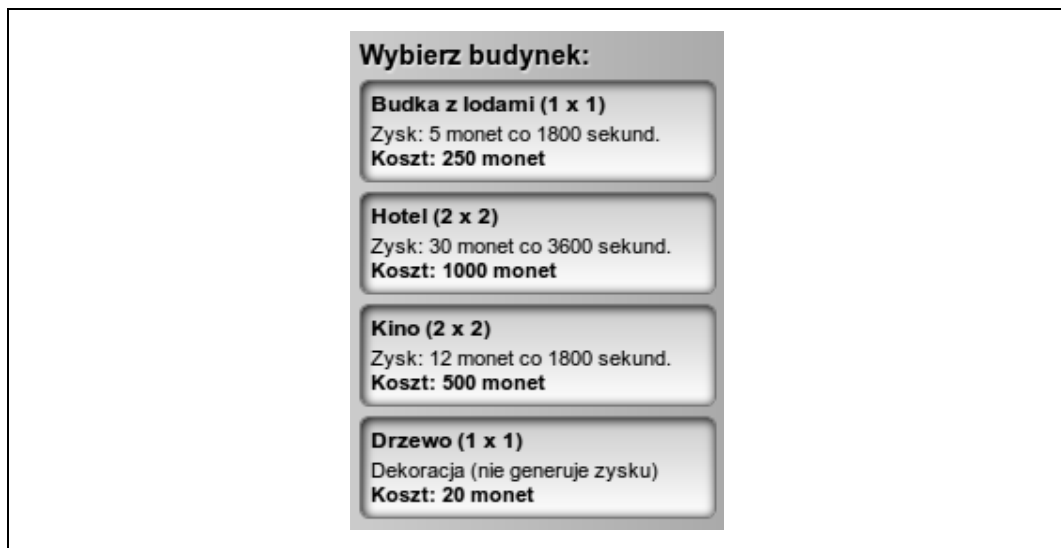 Wybierz budynek:
Budka z lodami (1 x 1)
Zysk: 5 monet co 1800 sekund.
Koszt: 250 monet
Hotel (2 x 2)
Zysk: 30 monet co 3600 sekund.
Koszt: 1000 monet
Kino (2 x 2)
Zysk: 12 monet co 1800 sekund.
Koszt: 500 monet
Drzewo (1 x 1)
Dekoracja (nie generuje zysku)
Koszt: 20 monet